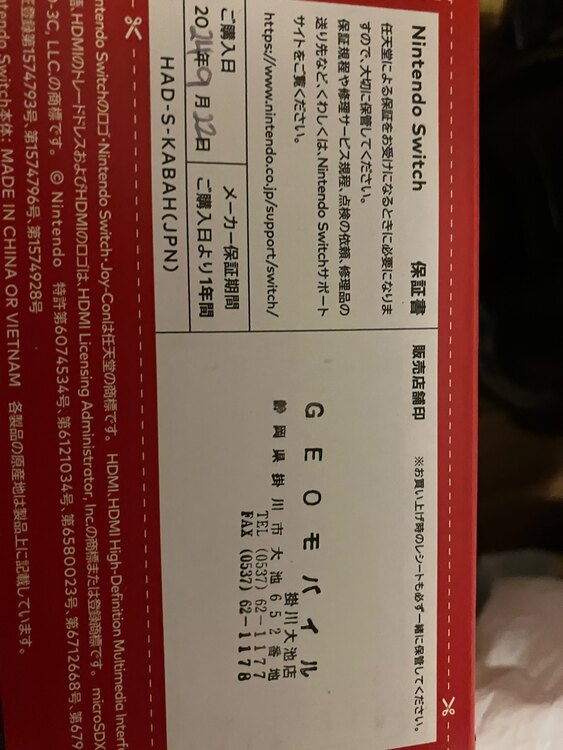 Nintendo Switch 保証書
任天堂による保証をお受けになるときに必要になりま
すので、大切に保管してください。
保証規程や修理サービス規程、点検の依頼、修理品の
送り先など、くわしくは、Nintendo Switchサポート
サイトをご覧ください。
https://www.nintendo.co.jp/support/switch/
ご購入日
2024年9月22日
メーカー保証期間
ご購入日より1年間
HAD-S-KABAH(JPN)
販売店舗印
※お買い上げ時のレシートも必ず一緒に保管してください。
GEOモバイル
掛川大池店
静岡県掛川市大池652番地
TEL (0537) 62-1177
FAX (0537) 62-1178
ntendo Switchのロゴ・Nintendo Switch・Joy-Conは任天堂の商標です。 HDMI、HDMI High-Definition Multimedia Interf
HDMIのトレードドレスおよびHDMIのロゴは、HDMI Licensing Administrator, Inc.の商標または登録商標です。 microSDX
-3C, LLC.の商標です。 © Nintendo 特許第6074534号、第6121034号、第6580023号、第6712668号、第679
登録第1574793号、第1574796号、第1574928号
Switch本体: MADE IN CHINA OR VIETNAM 各製品の原産地は製品上に記載しています。